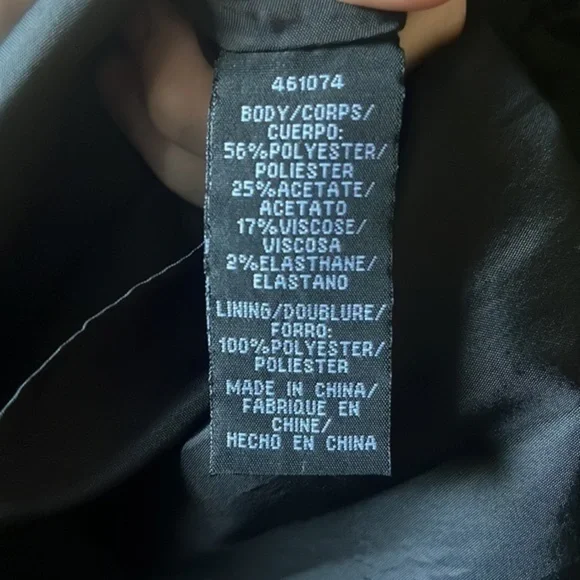 461074
BODY/CORPS/
CUERPO:
56%POLYESTER/
POLIESTER
25%ACETATE/
ACETATO
17%VISCOSE/
VISCOSA
2%ELASTHANE/
ELASTANO
LINING/DOUBLURE/
FORRO:
100%POLYESTER/
POLIESTER
MADE IN CHINA/
FABRIQUE EN
CHINE/
HECHO EN CHINA